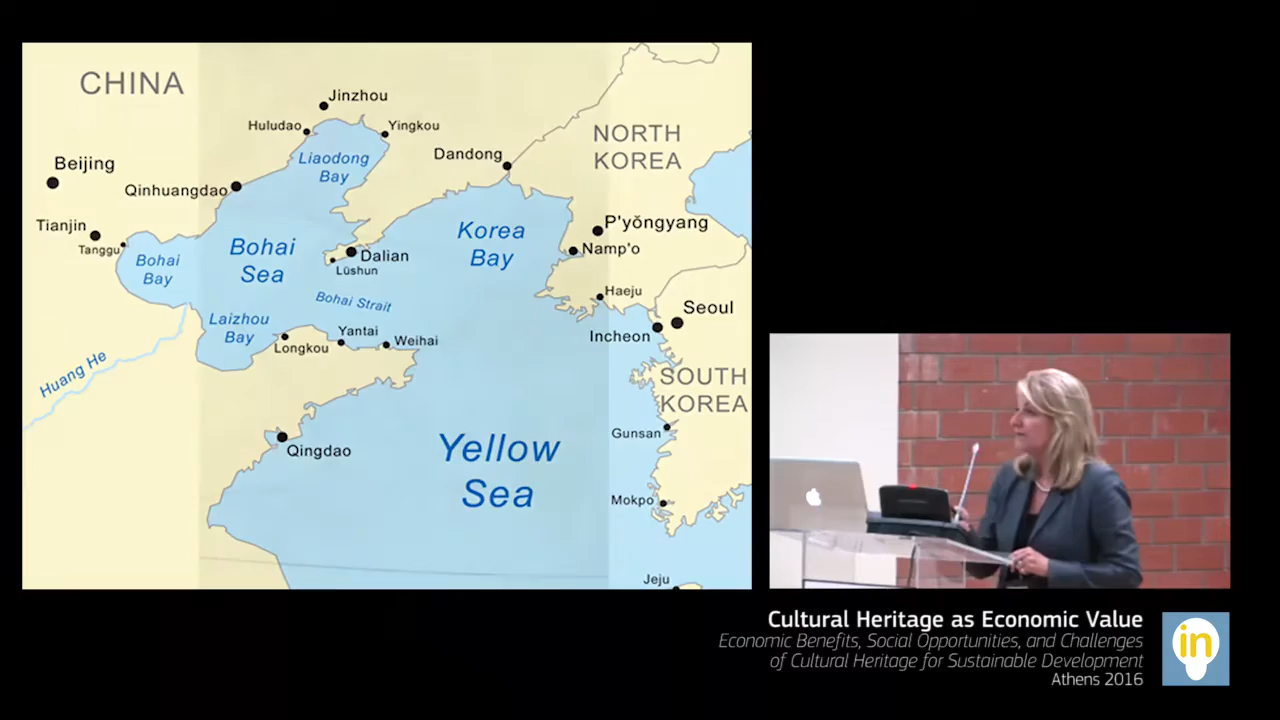 CHINA
Jinzhou
Huludao
Yingkou
Liaodong
Bay
Dandong
NORTH
KOREA
Beijing
Qinhuangdao
Tianjin
Tanggu
Bohai
Bay
Bohai
Sea
Korea
Bay
P'yŏngyang
Namp'o
Dalian
Lüshun
Bohai Strait
Haeju
Seoul
Incheon
Laizhou
Bay
Longkou
Yantai
Weihai
Huang He
SOUTH
KOREA
Gunsan
Qingdao
Yellow
Sea
Mokpo
Jeju
Cultural Heritage as Economic Value
Economic Benefits, Social Opportunities, and Challenges
of Cultural Heritage for Sustainable Development
Athens 2016
in